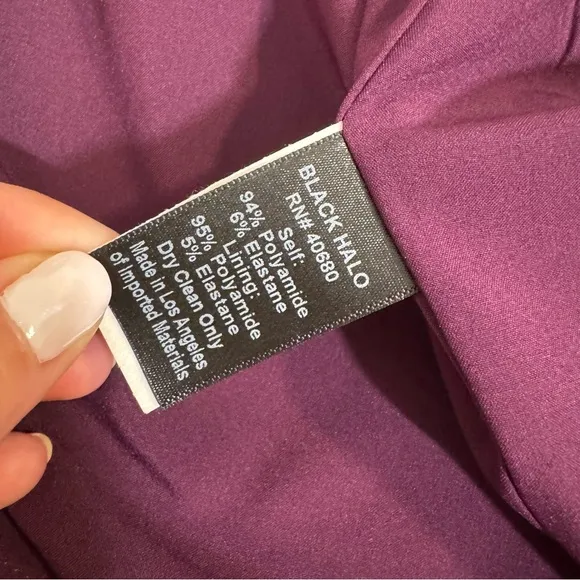 BLACK HALO
RN# 40680
Self:
94% Polyamide
6% Elastane
Lining:
95% Polyamide
5% Elastane
Dry Clean Only
Made in Los Angeles
of Imported Materials